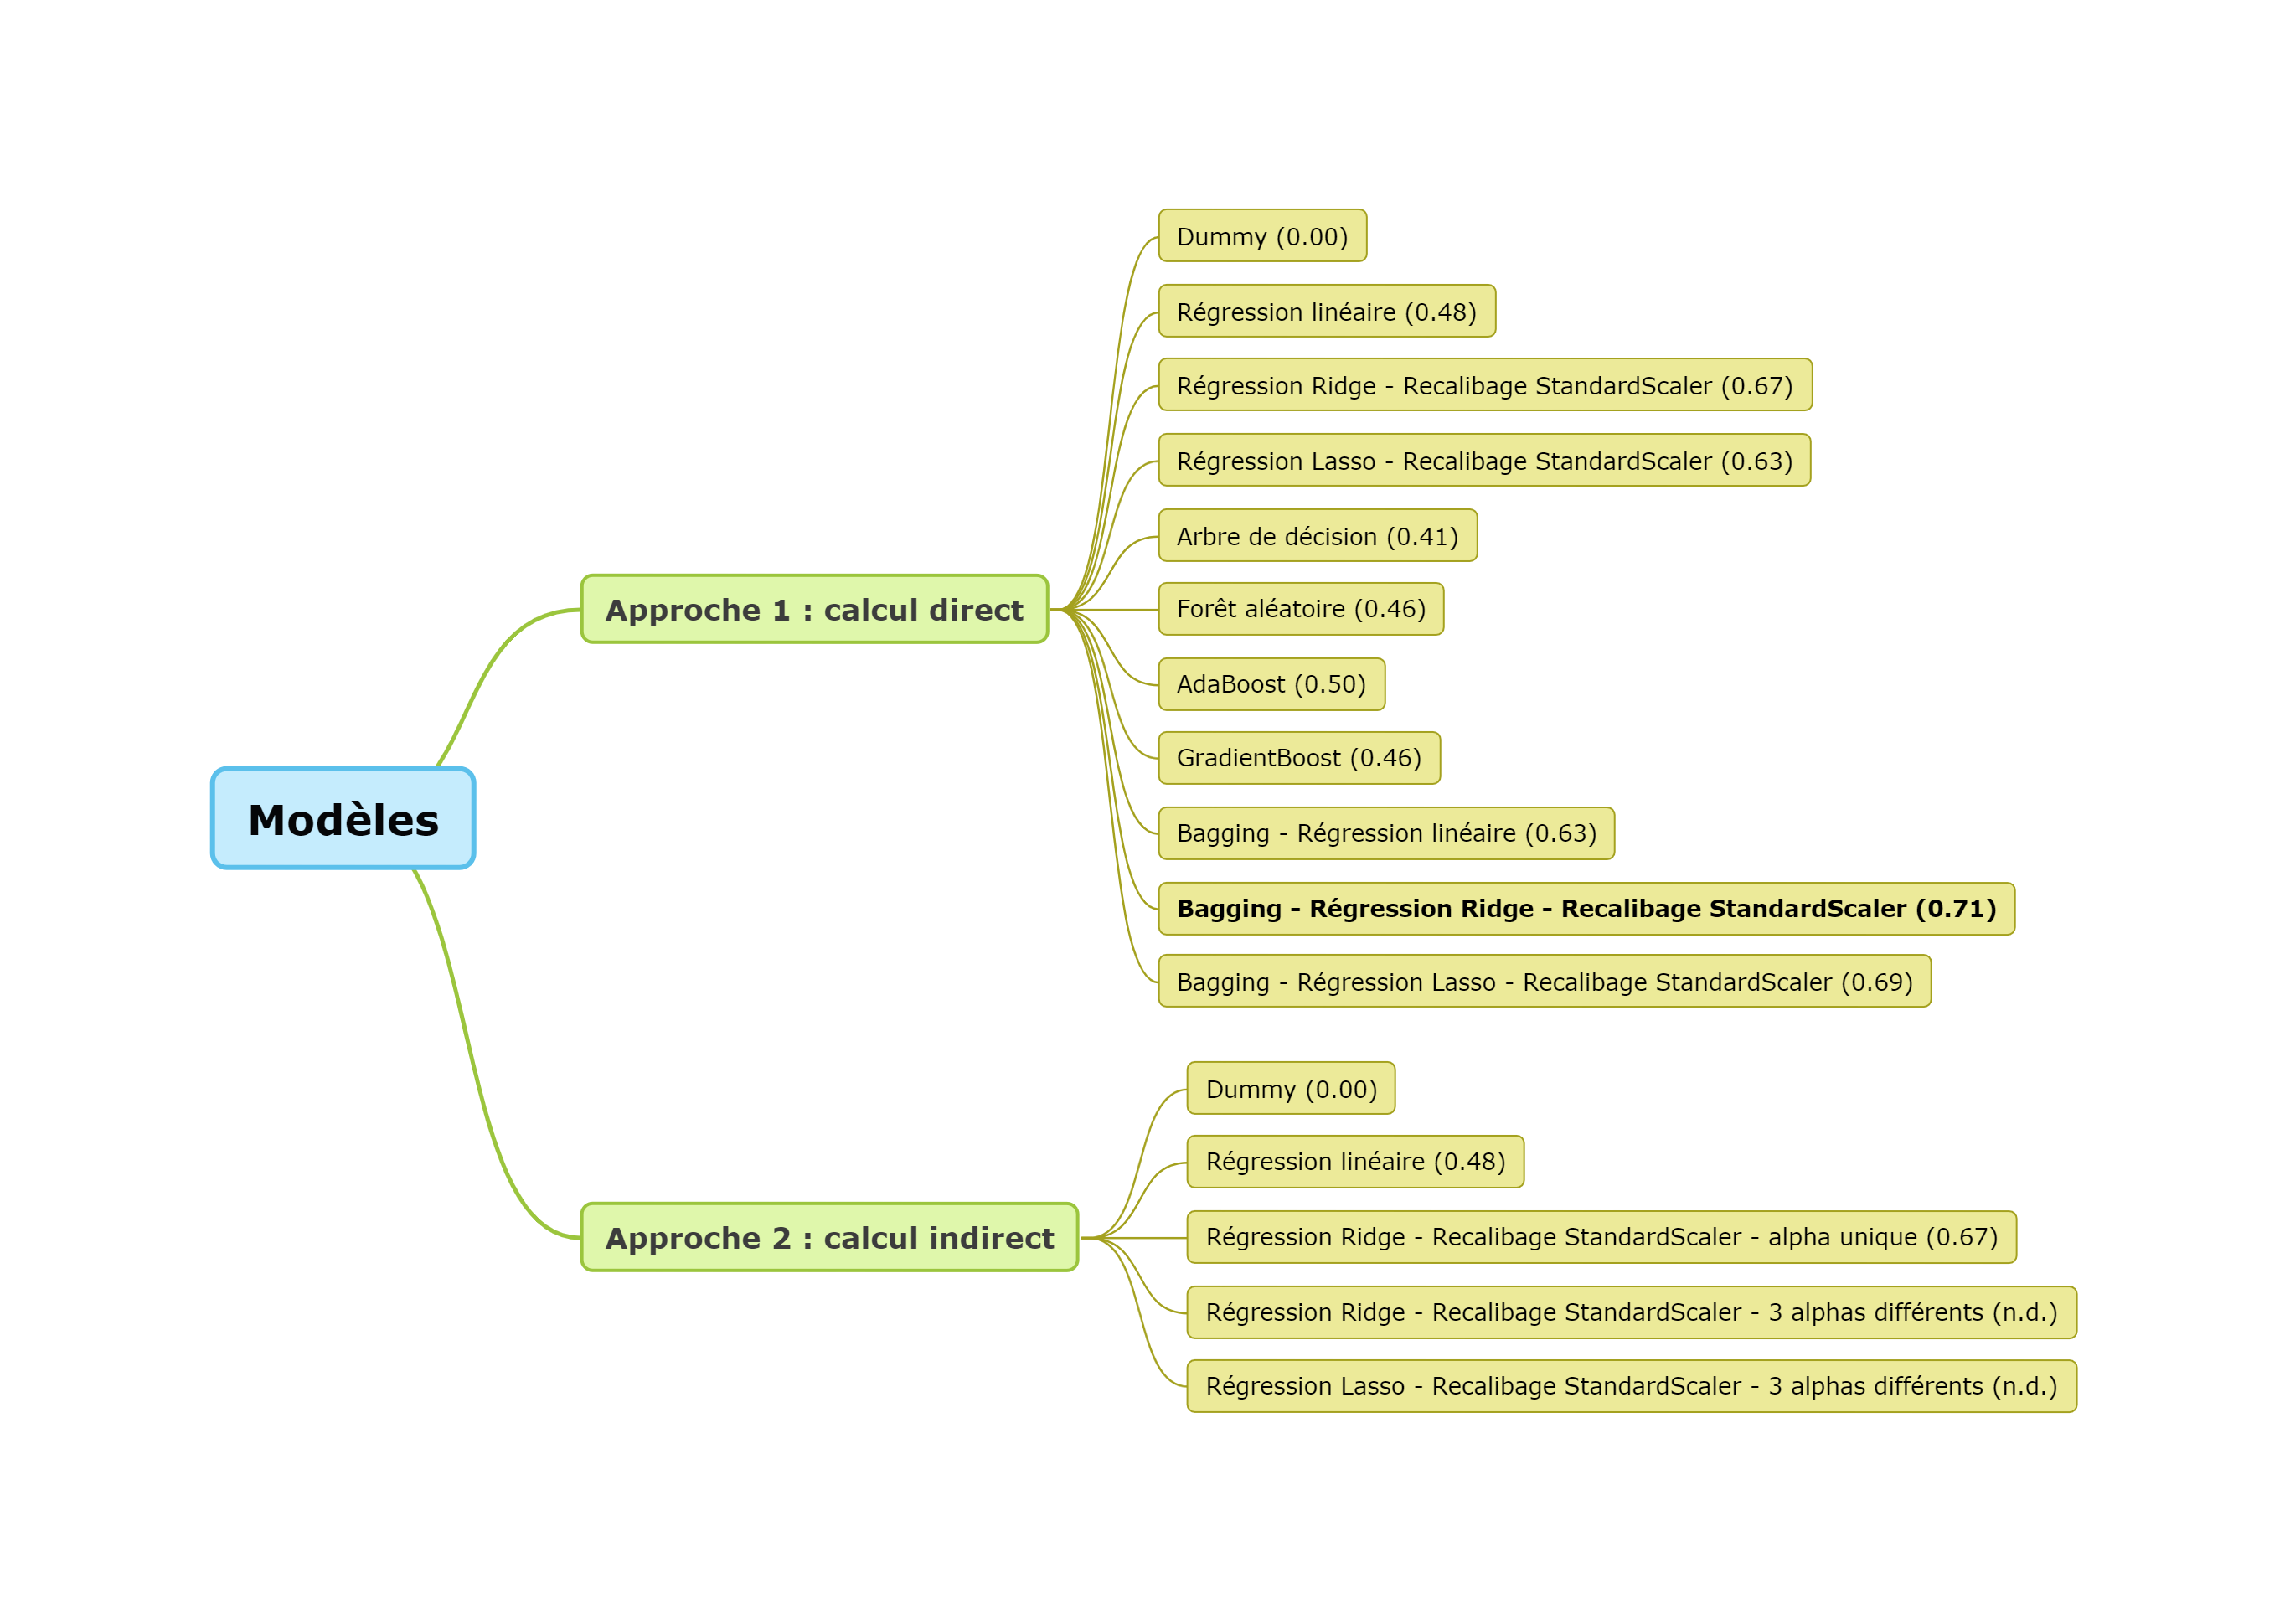 Modèles
Approche 1 : calcul direct
Dummy (0.00)
Régression linéaire (0.48)
Régression Ridge - Recalibage StandardScaler (0.67)
Régression Lasso - Recalibage StandardScaler (0.63)
Arbre de décision (0.41)
Forêt aléatoire (0.46)
AdaBoost (0.50)
GradientBoost (0.46)
Bagging - Régression linéaire (0.63)
Bagging - Régression Ridge - Recalibage StandardScaler (0.71)
Bagging - Régression Lasso - Recalibage StandardScaler (0.69)
Approche 2 : calcul indirect
Dummy (0.00)
Régression linéaire (0.48)
Régression Ridge - Recalibage StandardScaler - alpha unique (0.67)
Régression Ridge - Recalibage StandardScaler - 3 alphas différents (n.d.)
Régression Lasso - Recalibage StandardScaler - 3 alphas différents (n.d.)